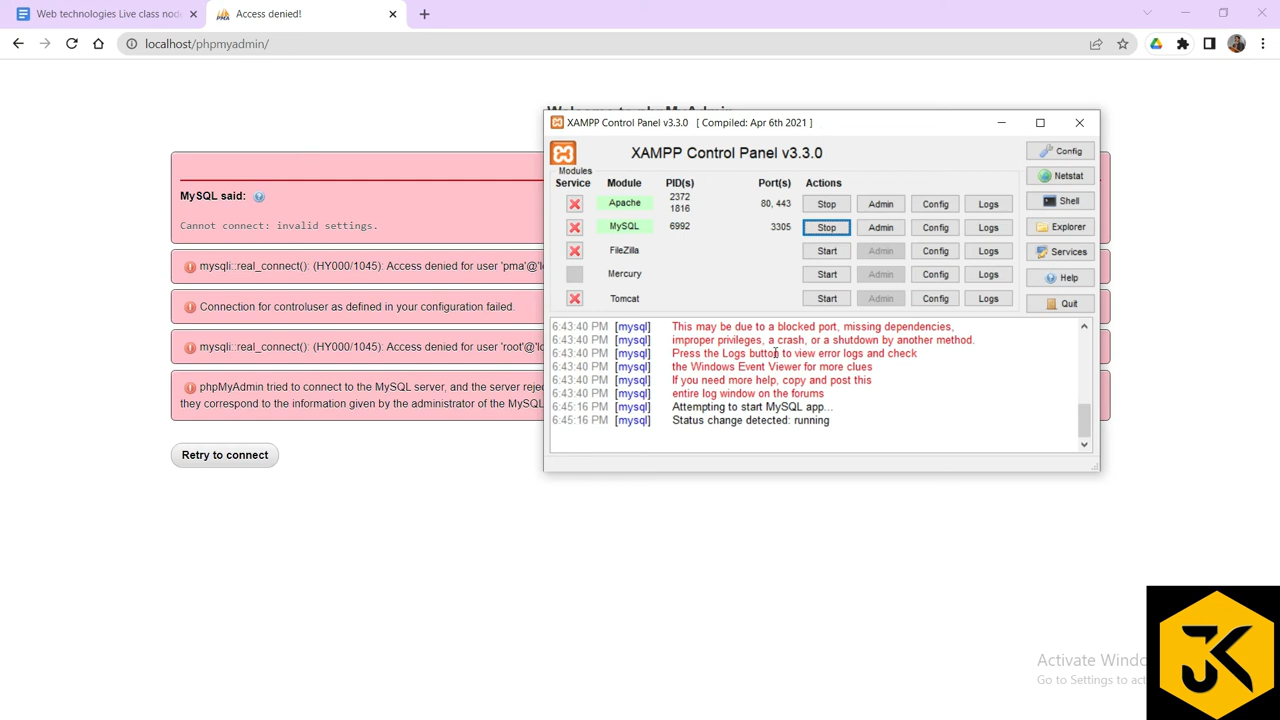 Web technologies Live class nod
Access denied!
localhost/phpmyadmin/
MySQL said:
Cannot connect: invalid settings.
mysqli::real_connect(): (HY000/1045): Access denied for user 'pma'@'lo
Connection for controluser as defined in your configuration failed.
mysqli::real_connect(): (HY000/1045): Access denied for user 'root'@'lo
phpMyAdmin tried to connect to the MySQL server, and the server reje
they correspond to the information given by the administrator of the MySQL
Retry to connect
XAMPP Control Panel v3.3.0 [ Compiled: Apr 6th 2021 ]
XAMPP Control Panel v3.3.0
Modules
Service Module PID(s) Port(s) Actions
Apache 2372 1816 80, 443 Stop Admin Config Logs
MySQL 6992 3305 Stop Admin Config Logs
FileZilla Start Admin Config Logs
Mercury Start Admin Config Logs
Tomcat Start Admin Config Logs
Config
Netstat
Shell
Explorer
Services
Help
Quit
6:43:40 PM [mysql] This may be due to a blocked port, missing dependencies,
6:43:40 PM [mysql] improper privileges, a crash, or a shutdown by another method.
6:43:40 PM [mysql] Press the Logs button to view error logs and check
6:43:40 PM [mysql] the Windows Event Viewer for more clues
6:43:40 PM [mysql] If you need more help, copy and post this
6:43:40 PM [mysql] entire log window on the forums
6:45:16 PM [mysql] Attempting to start MySQL app...
6:45:16 PM [mysql] Status change detected: running
Activate Windo
Go to Settings to act
JK